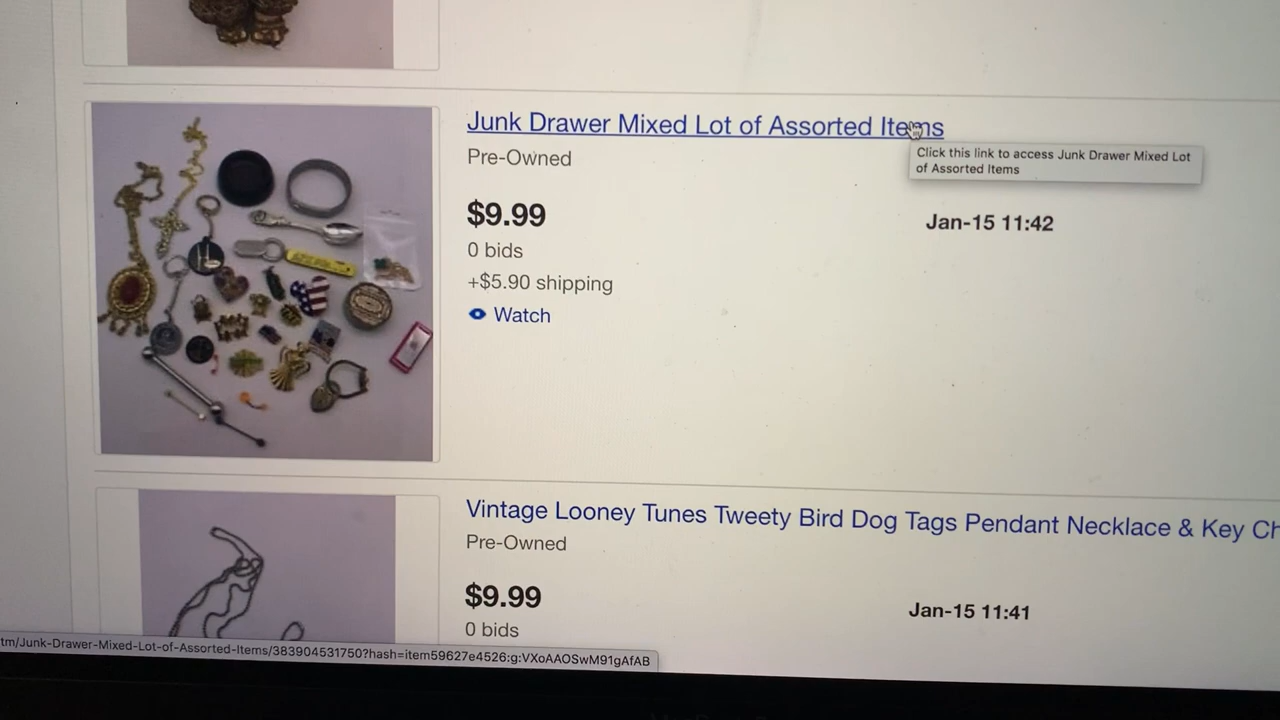 Junk Drawer Mixed Lot of Assorted Items
Click this link to access Junk Drawer Mixed Lot
of Assorted Items
Pre-Owned
$9.99
Jan-15 11:42
0 bids
+$5.90 shipping
Watch
Vintage Looney Tunes Tweety Bird Dog Tags Pendant Necklace & Key Ch
Pre-Owned
$9.99
Jan-15 11:41
0 bids
tm/Junk-Drawer-Mixed-Lot-of-Assorted-Items/383904531750?hash=item59627e4526:g:VXoAAOSwM91gAfAB